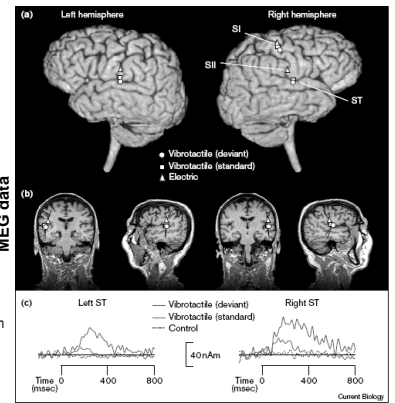 (a)
Left hemisphere
Right hemisphere
SI
SII
ST
Vibrotactile (deviant)
Vibrotactile (standard)
Electric
MEG data
(b)
(c)
Left ST
Vibrotactile (deviant)
Vibrotactile (standard)
Control
40 nAm
Right ST
Time (msec)
0
400
800
Time (msec)
0
400
800
Current Biology